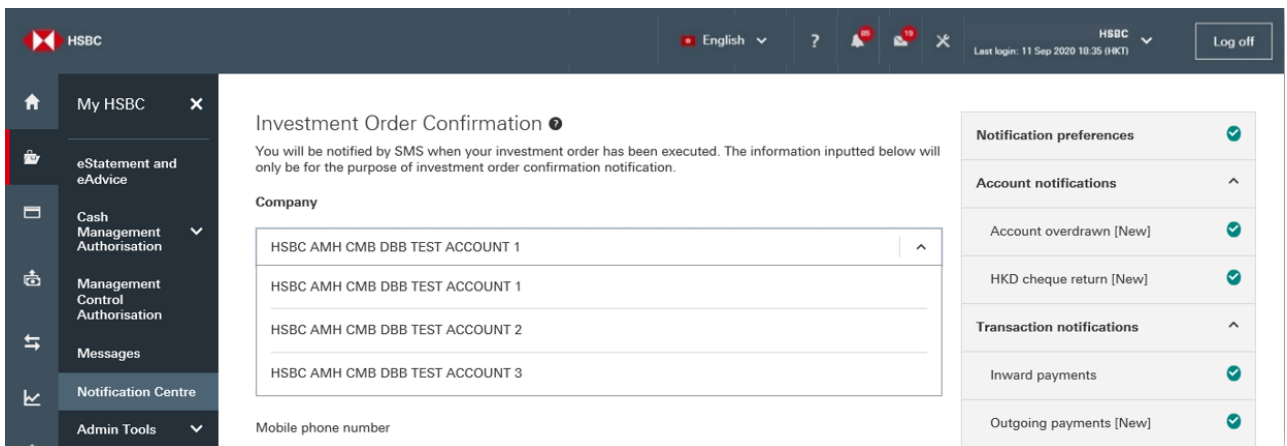 HSBC
English
?
85
19
HSBC
Last login: 11 Sep 2020 18:35 (HKT)
Log off
My HSBC
eStatement and
eAdvice
Cash
Management
Authorisation
Management
Control
Authorisation
Messages
Notification Centre
Admin Tools
Investment Order Confirmation ?
You will be notified by SMS when your investment order has been executed. The information inputted below will
only be for the purpose of investment order confirmation notification.
Company
HSBC AMH CMB DBB TEST ACCOUNT 1
HSBC AMH CMB DBB TEST ACCOUNT 1
HSBC AMH CMB DBB TEST ACCOUNT 2
HSBC AMH CMB DBB TEST ACCOUNT 3
Mobile phone number
Notification preferences
Account notifications
Account overdrawn [New]
HKD cheque return [New]
Transaction notifications
Inward payments
Outgoing payments [New]